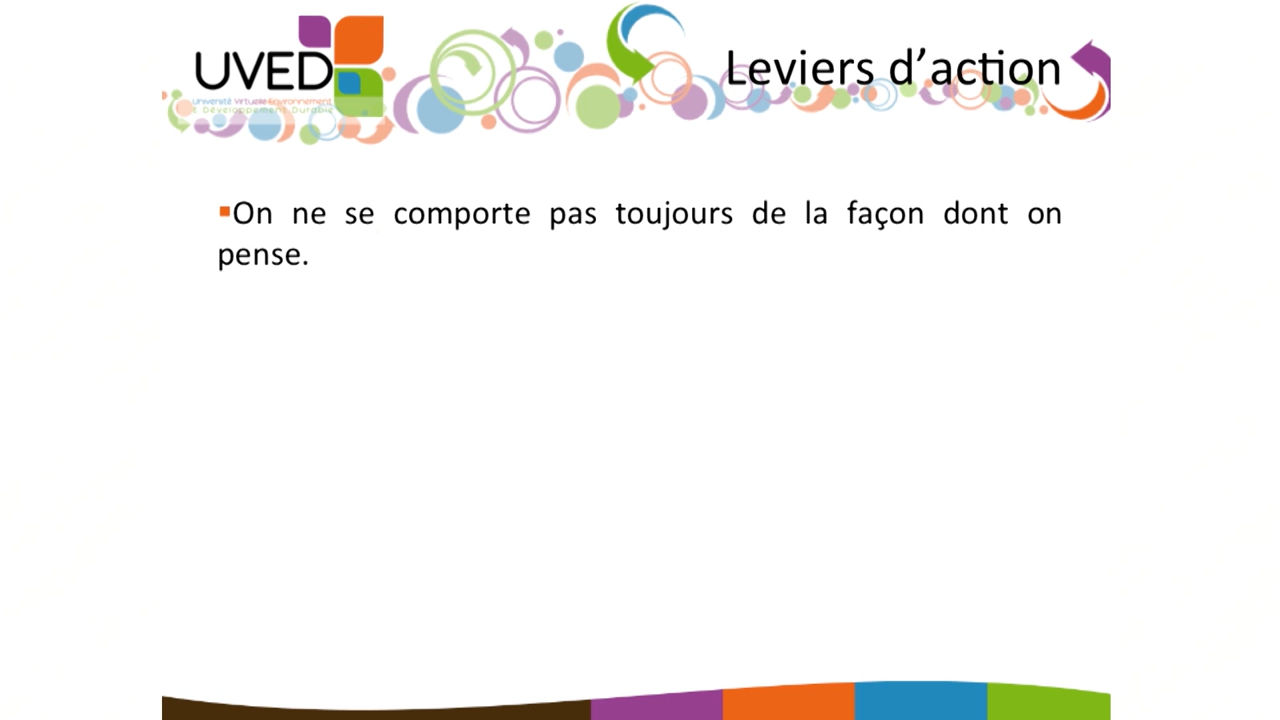 UVED
Université Virtuelle Environnement
et Développement Durable
Leviers d’action
▪On ne se comporte pas toujours de la façon dont on
pense.